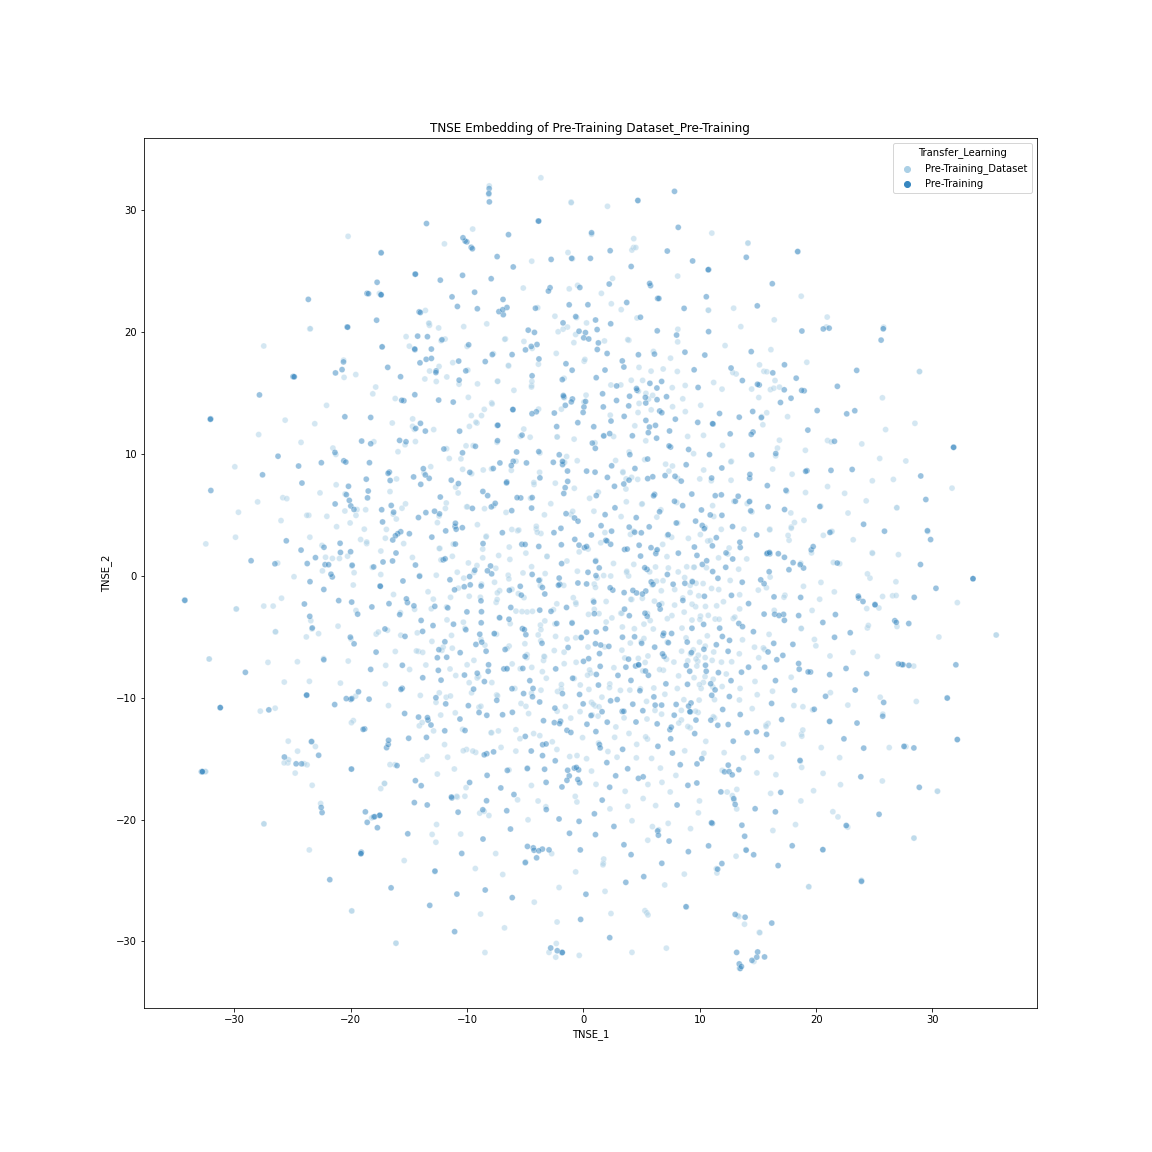 TNSE Embedding of Pre-Training Dataset_Pre-Training
Transfer_Learning
Pre-Training_Dataset
Pre-Training
30
20
10
0
−10
−20
−30
TNSE_2
−30
−20
−10
0
10
20
30
TNSE_1